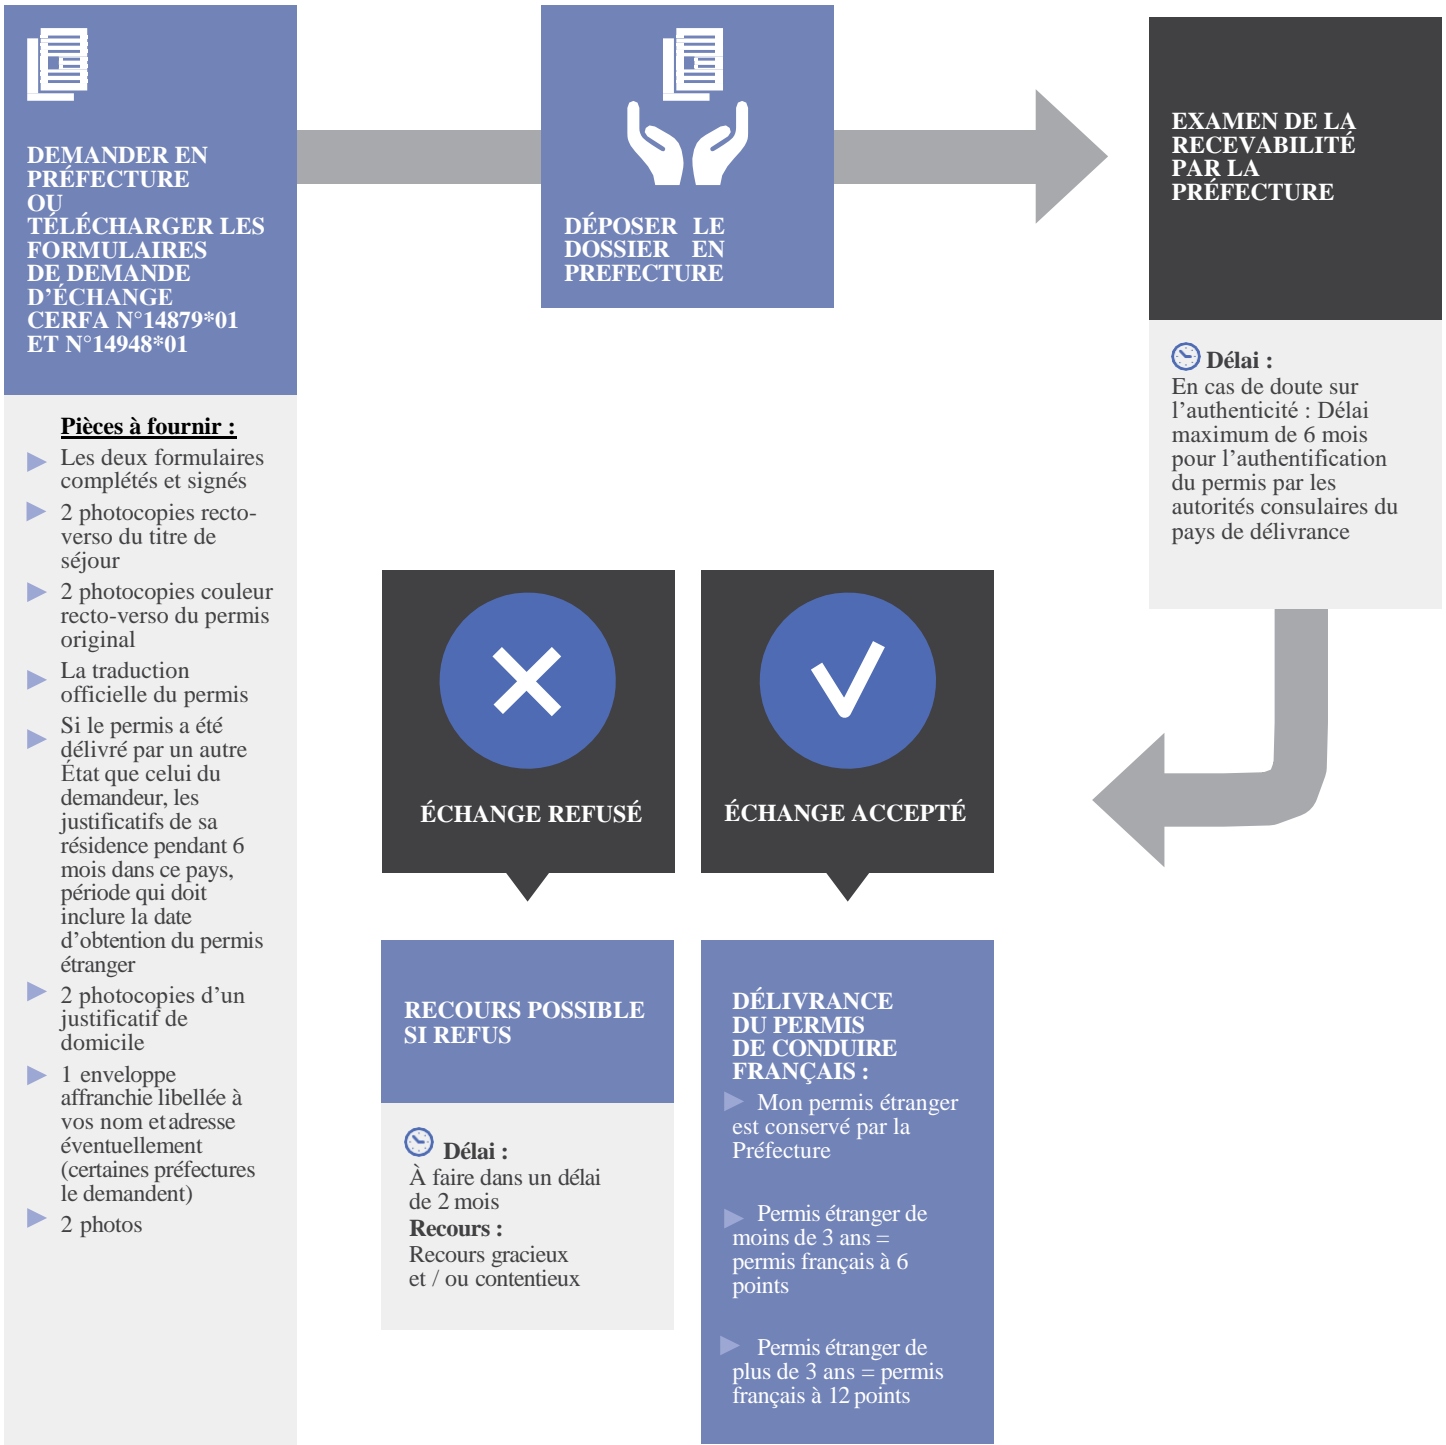 DEMANDER EN
PRÉFECTURE
OU
TÉLÉCHARGER LES
FORMULAIRES
DE DEMANDE
D’ÉCHANGE
CERFA N°14879*01
ET N°14948*01
Pièces à fournir :
Les deux formulaires
complétés et signés
2 photocopies recto-
verso du titre de
séjour
2 photocopies couleur
recto-verso du permis
original
La traduction
officielle du permis
Si le permis a été
délivré par un autre
État que celui du
demandeur, les
justificatifs de sa
résidence pendant 6
mois dans ce pays,
période qui doit
inclure la date
d’obtention du permis
étranger
2 photocopies d’un
justificatif de
domicile
1 enveloppe
affranchie libellée à
vos nom et adresse
éventuellement
(certaines préfectures
le demandent)
2 photos
DÉPOSER LE
DOSSIER EN
PREFECTURE
EXAMEN DE LA
RECEVABILITÉ
PAR LA
PRÉFECTURE
Délai :
En cas de doute sur
l’authenticité : Délai
maximum de 6 mois
pour l’authentification
du permis par les
autorités consulaires du
pays de délivrance
ÉCHANGE REFUSÉ
RECOURS POSSIBLE
SI REFUS
Délai :
À faire dans un délai
de 2 mois
Recours :
Recours gracieux
et / ou contentieux
ÉCHANGE ACCEPTÉ
DÉLIVRANCE
DU PERMIS
DE CONDUIRE
FRANÇAIS :
Mon permis étranger
est conservé par la
Préfecture
Permis étranger de
moins de 3 ans =
permis français à 6
points
Permis étranger de
plus de 3 ans = permis
français à 12 points